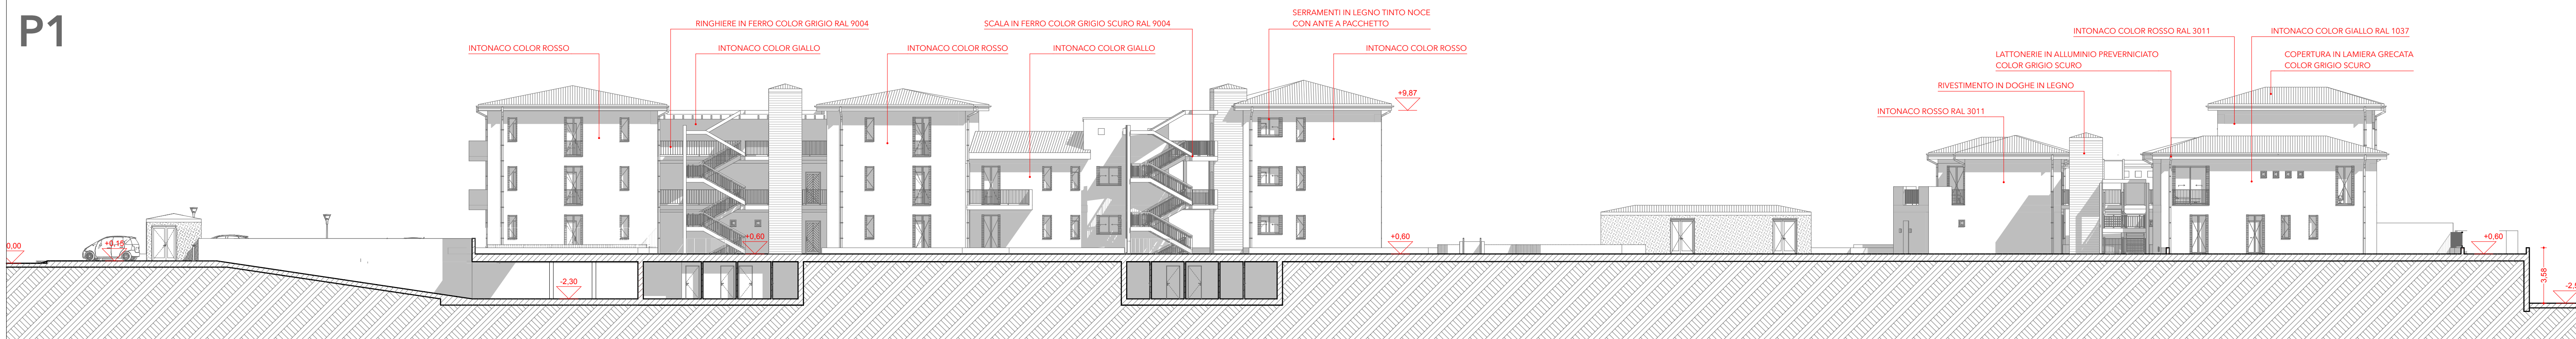 P1
SERRAMENTI IN LEGNO TINTO NOCE
CON ANTE A PACCHETTO
RINGHIERE IN FERRO COLOR GRIGIO RAL 9004
SCALA IN FERRO COLOR GRIGIO SCURO RAL 9004
INTONACO COLOR ROSSO
INTONACO COLOR GIALLO
INTONACO COLOR ROSSO
INTONACO COLOR GIALLO
INTONACO COLOR ROSSO
INTONACO COLOR ROSSO RAL 3011
INTONACO COLOR GIALLO RAL 1037
LATTONERIE IN ALLUMINIO PREVERNICIATO
COLOR GRIGIO SCURO
COPERTURA IN LAMIERA GRECATA
COLOR GRIGIO SCURO
RIVESTIMENTO IN DOGHE IN LEGNO
INTONACO ROSSO RAL 3011
+9,87
0,00
+0,16
+0,60
+0,60
+0,60
-2,30
3,58